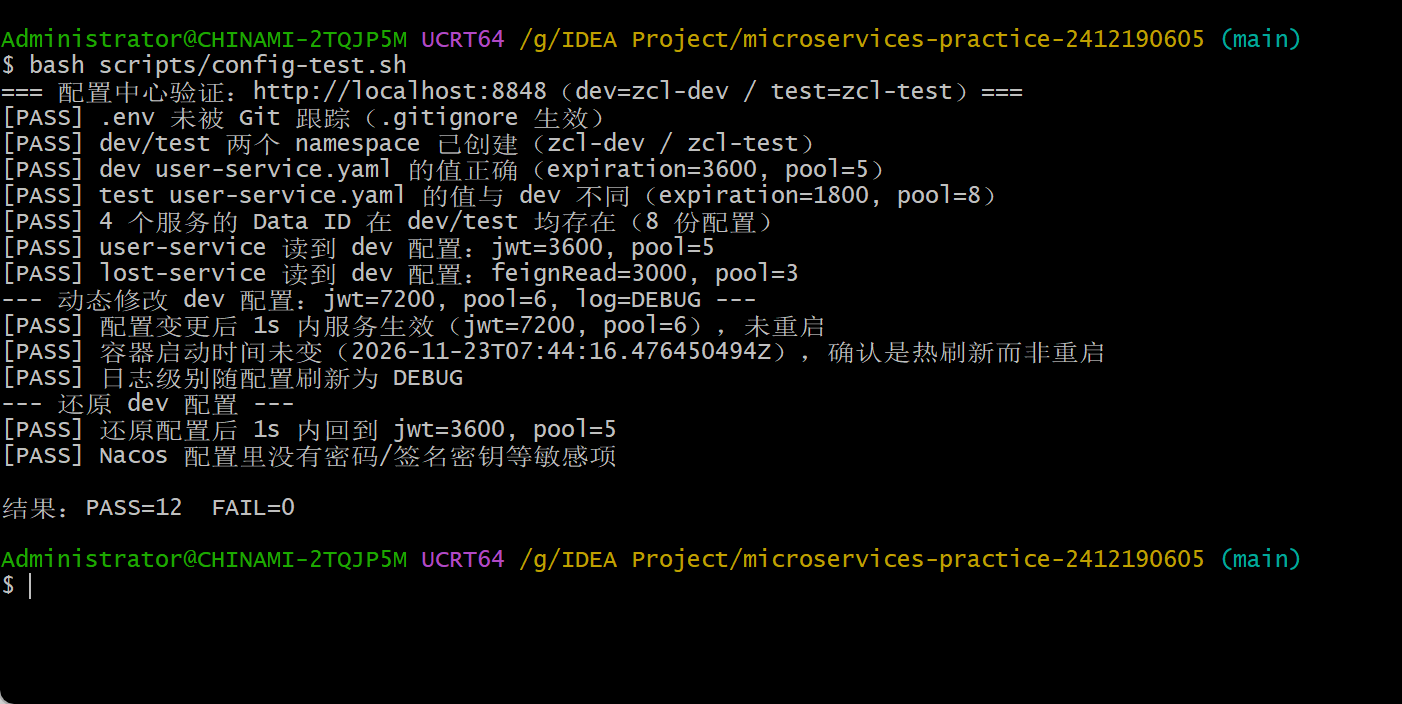 Administrator@CHINAMI-2TQJP5M UCRT64 /g/IDEA Project/microservices-practice-2412190605 (main)
$ bash scripts/config-test.sh
=== 配置中心验证：http://localhost:8848（dev=zcl-dev / test=zcl-test）===
[PASS] .env 未被 Git 跟踪（.gitignore 生效）
[PASS] dev/test 两个 namespace 已创建（zcl-dev / zcl-test）
[PASS] dev user-service.yaml 的值正确（expiration=3600, pool=5）
[PASS] test user-service.yaml 的值与 dev 不同（expiration=1800, pool=8）
[PASS] 4 个服务的 Data ID 在 dev/test 均存在（8 份配置）
[PASS] user-service 读到 dev 配置：jwt=3600, pool=5
[PASS] lost-service 读到 dev 配置：feignRead=3000, pool=3
--- 动态修改 dev 配置：jwt=7200, pool=6, log=DEBUG ---
[PASS] 配置变更后 1s 内服务生效（jwt=7200, pool=6），未重启
[PASS] 容器启动时间未变（2026-11-23T07:44:16.476450494Z），确认是热刷新而非重启
[PASS] 日志级别随配置刷新为 DEBUG
--- 还原 dev 配置 ---
[PASS] 还原配置后 1s 内回到 jwt=3600, pool=5
[PASS] Nacos 配置里没有密码/签名密钥等敏感项
结果：PASS=12  FAIL=0
Administrator@CHINAMI-2TQJP5M UCRT64 /g/IDEA Project/microservices-practice-2412190605 (main)
$